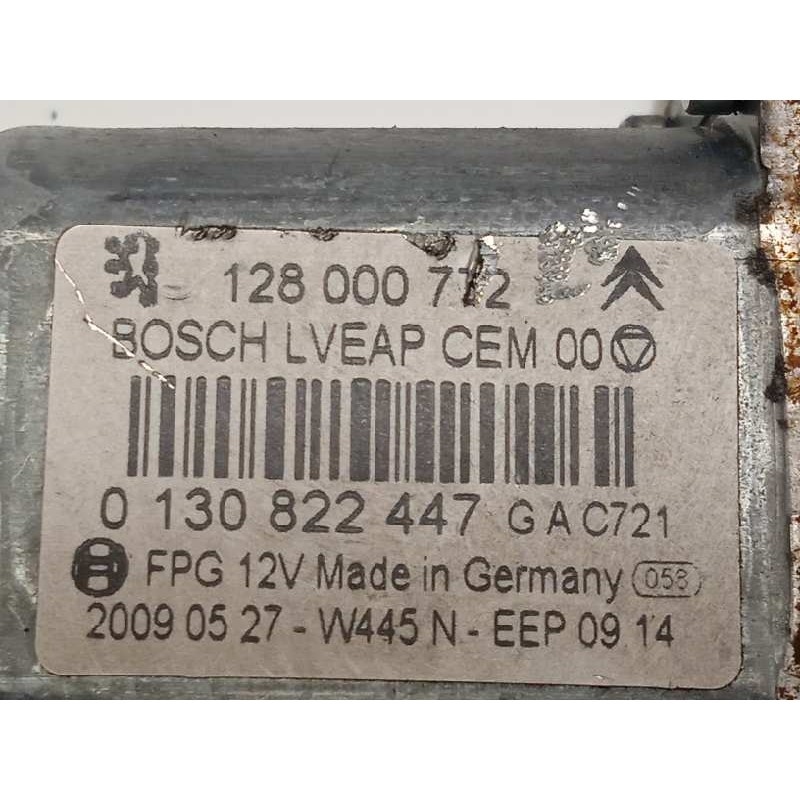 128 000 772
BOSCH LVEAP CEM 00
0 130 822 447 G A C721
FPG 12V Made in Germany 058
2009 05 27 - W445 N - EEP 09 14